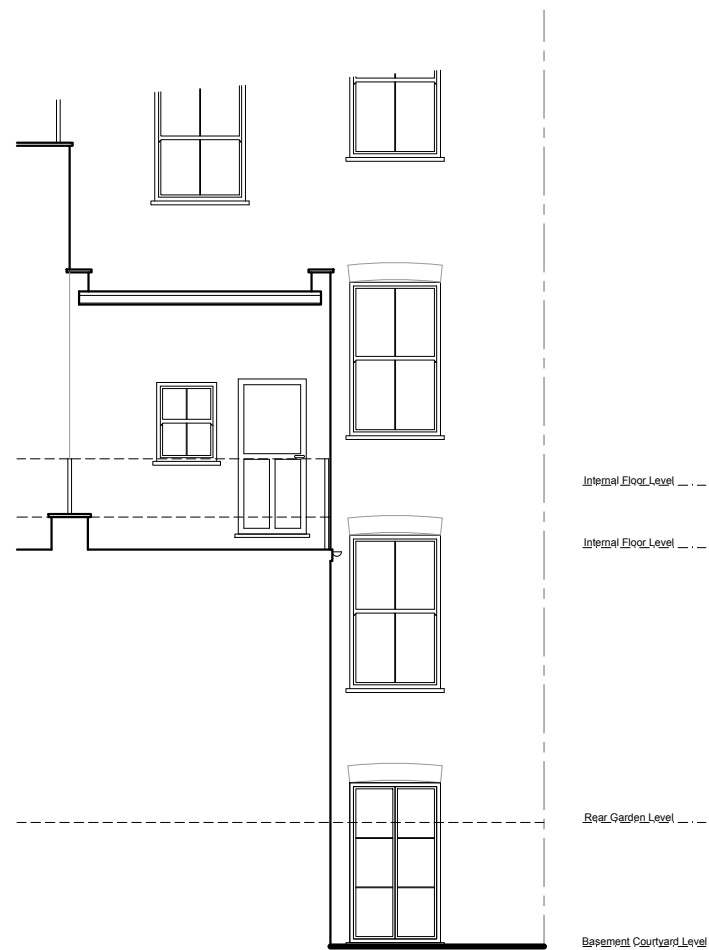 Internal Floor Level
Internal Floor Level
Rear Garden Level
Basement Courtyard Level